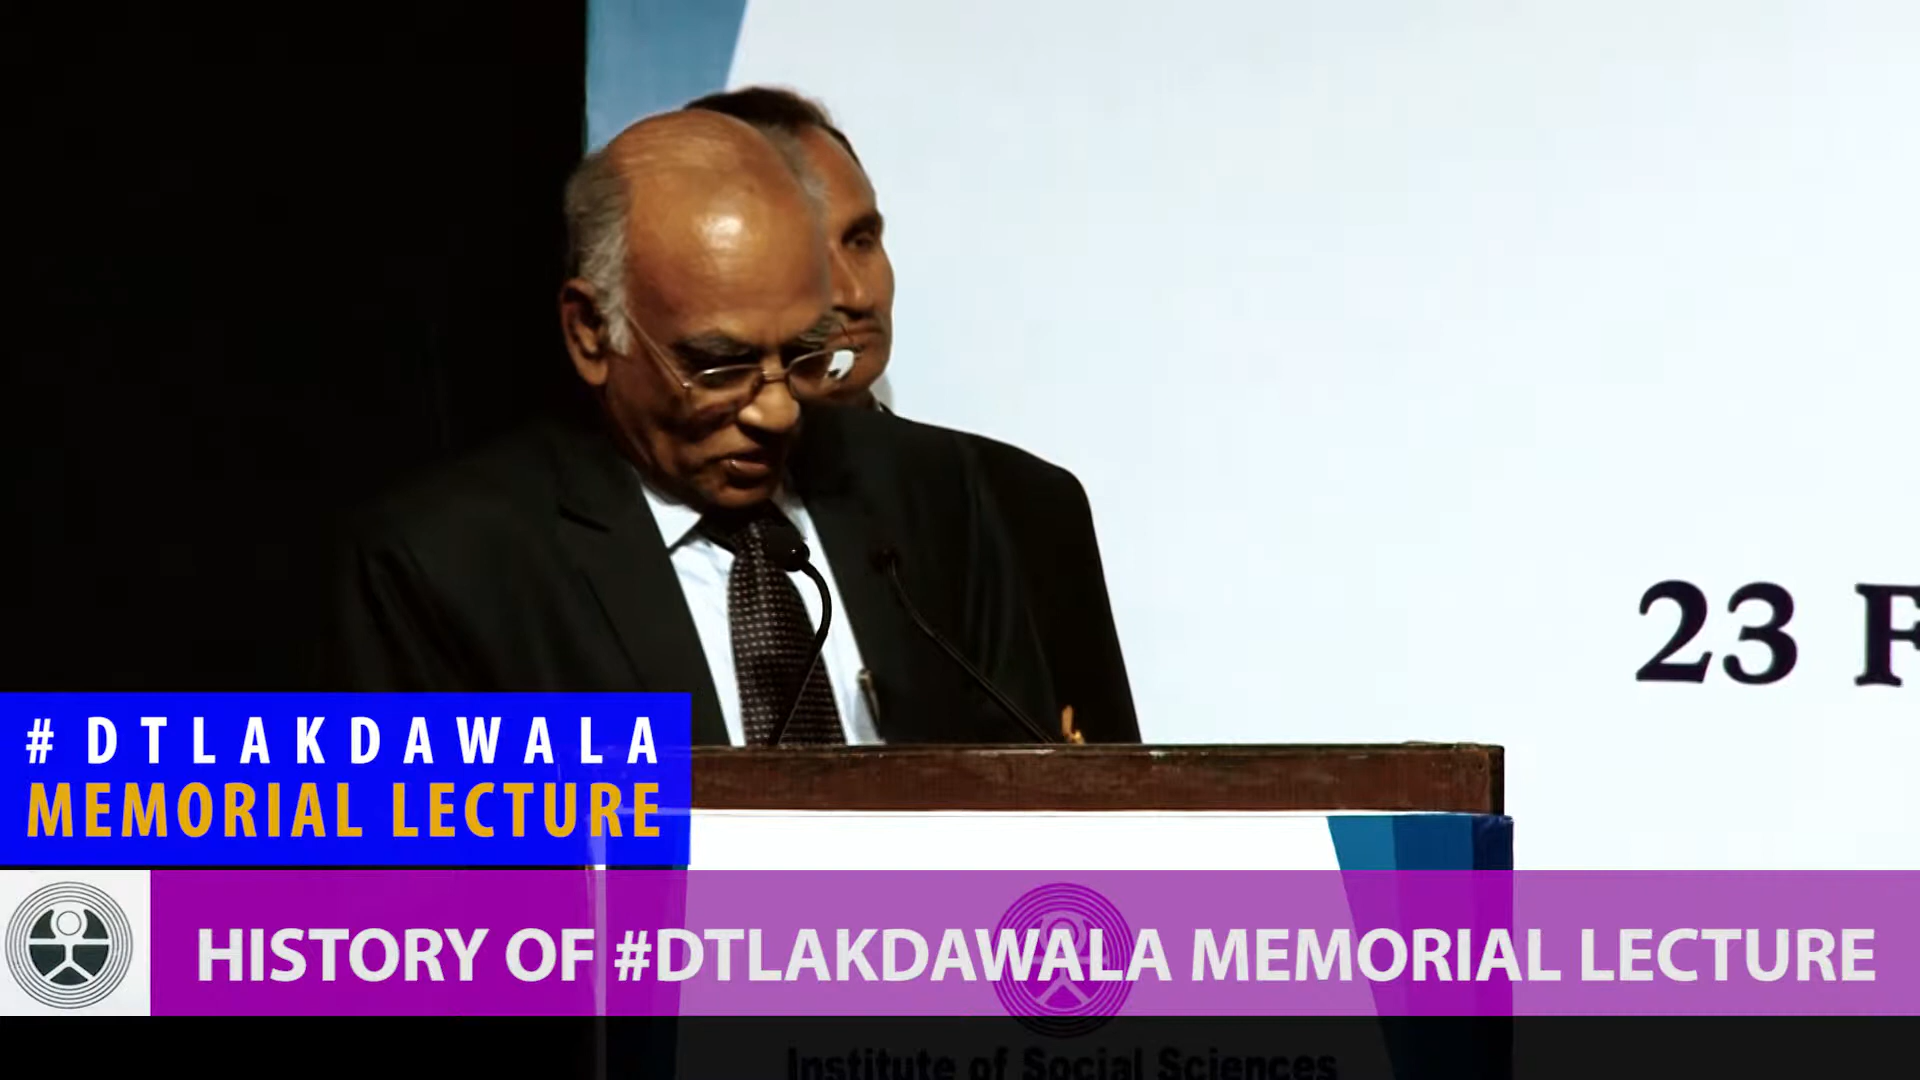 23 F
# DTLAKDAWALA
MEMORIAL LECTURE
HISTORY OF #DTLAKDAWALA MEMORIAL LECTURE
Institute of Social Sciences